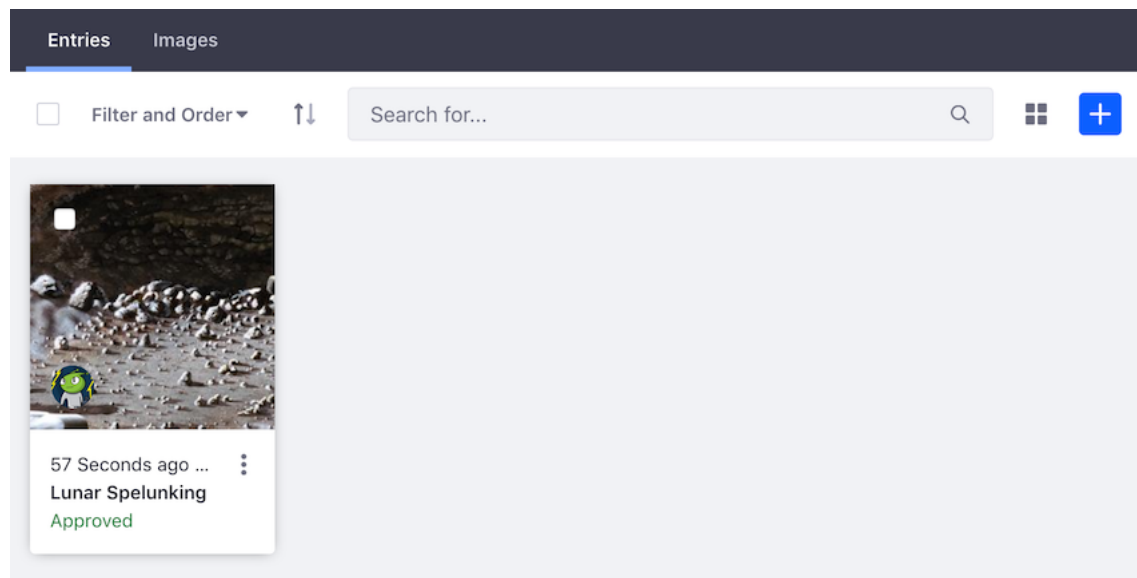 Entries Images
Filter and Order Search for...
57 Seconds ago ...
Lunar Spelunking
Approved